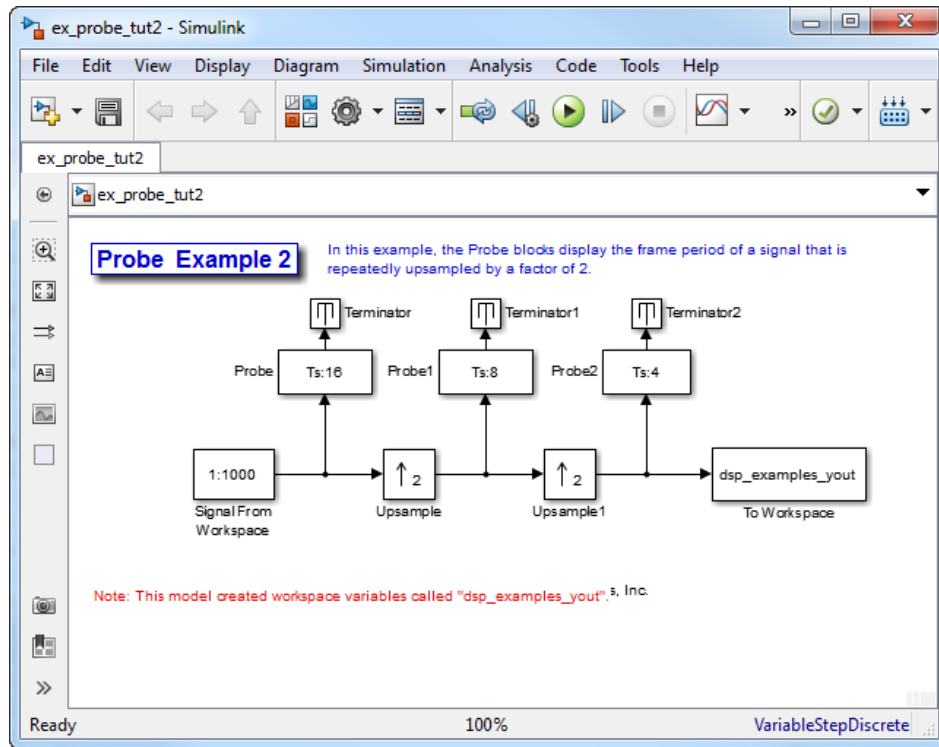 ex_probe_tut2 - Simulink
File Edit View Display Diagram Simulation Analysis Code Tools Help
ex_probe_tut2
ex_probe_tut2
Probe Example 2
In this example, the Probe blocks display the frame period of a signal that is
repeatedly upsampled by a factor of 2.
Terminator Terminator1 Terminator2
Probe Ts:16 Probe1 Ts:8 Probe2 Ts:4
1:1000 2 2 dsp_examples_yout
Signal From
Workspace
Upsample Upsample1 To Workspace
Note: This model created workspace variables called "dsp_examples_yout". s, Inc.
Ready 100% VariableStepDiscrete